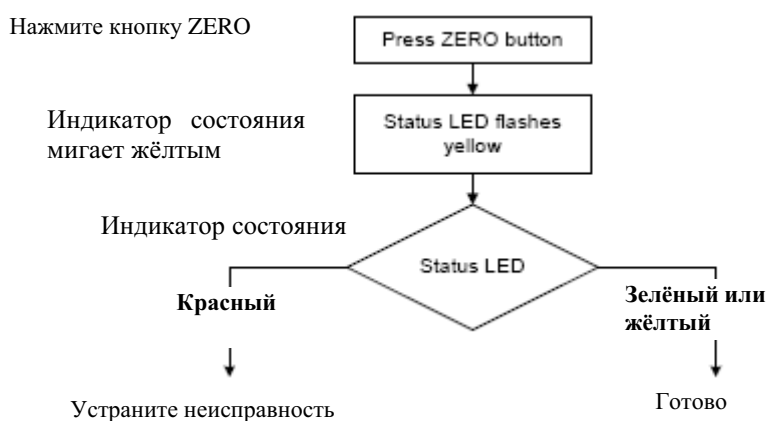 Нажмите кнопку ZERO
Press ZERO button
Индикатор состояния
мигает жёлтым
Status LED flashes
yellow
Индикатор состояния
Status LED
Красный
Зелёный или
жёлтый
Устраните неисправность
Готово